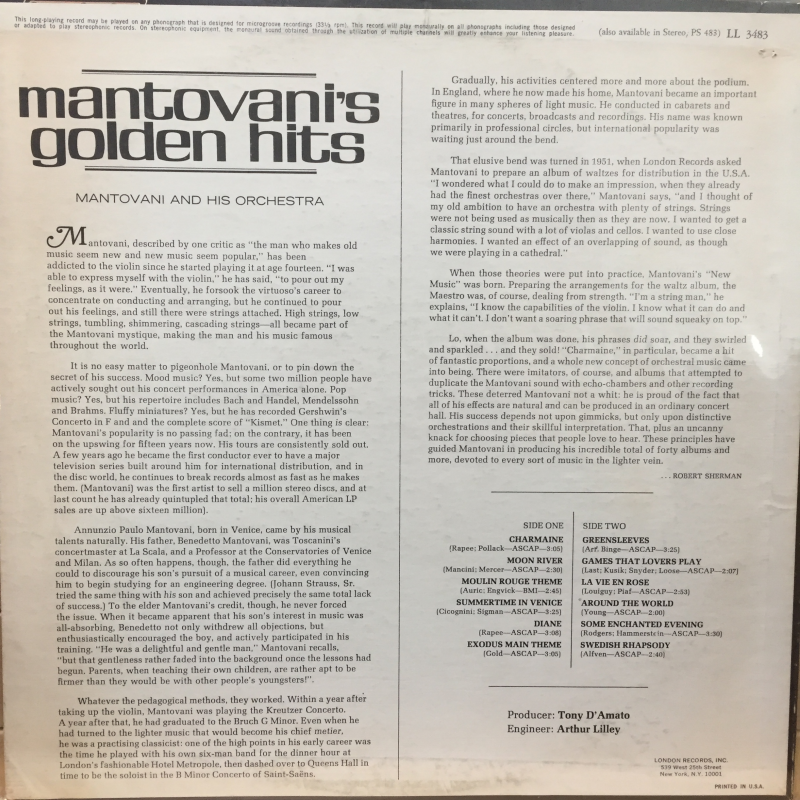 This long-playing record may be played on any phonograph that is designed for microgroove recordings (33⅓ rpm). This record will play monaurally on all phonographs including those designed
or adapted to play stereophonic records. On stereophonic equipment, the monaural sound obtained through the utilization of multiple channels will greatly enhance your listening pleasure.
(also available in Stereo, PS 483) LL 3483
mantovani's
golden hits
MANTOVANI AND HIS ORCHESTRA
Mantovani, described by one critic as "the man who makes old
music seem new and new music seem popular," has been
addicted to the violin since he started playing it at age fourteen. "I was
able to express myself with the violin," he has said, "to pour out my
feelings, as it were." Eventually, he forsook the virtuoso's career to
concentrate on conducting and arranging, but he continued to pour
out his feelings, and still there were strings attached. High strings, low
strings, tumbling, shimmering, cascading strings—all became part of
the Mantovani mystique, making the man and his music famous
throughout the world.
It is no easy matter to pigeonhole Mantovani, or to pin down the
secret of his success. Mood music? Yes, but some two million people have
actively sought out his concert performances in America alone. Pop
music? Yes, but his repertoire includes Bach and Handel, Mendelssohn
and Brahms. Fluffy miniatures? Yes, but he has recorded Gershwin's
Concerto in F and and the complete score of "Kismet." One thing is clear:
Mantovani's popularity is no passing fad; on the contrary, it has been
on the upswing for fifteen years now. His tours are consistently sold out.
A few years ago he became the first conductor ever to have a major
television series built around him for international distribution, and in
the disc world, he continues to break records almost as fast as he makes
them. (Mantovani) was the first artist to sell a million stereo discs, and at
last count he has already quintupled that total; his overall American LP
sales are up above sixteen million).
Annunzio Paulo Mantovani, born in Venice, came by his musical
talents naturally. His father, Benedetto Mantovani, was Toscanini's
concertmaster at La Scala, and a Professor at the Conservatories of Venice
and Milan. As so often happens, though, the father did everything he
could to discourage his son's pursuit of a musical career, even convincing
him to begin studying for an engineering degree. (Johann Strauss, Sr.
tried the same thing with his son and achieved precisely the same total lack
of success.) To the elder Mantovani's credit, though, he never forced
the issue. When it became apparent that his son's interest in music was
all-absorbing, Benedetto not only withdrew all objections, but
enthusiastically encouraged the boy, and actively participated in his
training. "He was a delightful and gentle man," Mantovani recalls,
"but that gentleness rather faded into the background once the lessons had
begun. Parents, when teaching their own children, are rather apt to be
firmer than they would be with other people's youngsters!".
Whatever the pedagogical methods, they worked. Within a year after
taking up the violin, Mantovani was playing the Kreutzer Concerto.
A year after that, he had graduated to the Bruch G Minor. Even when he
had turned to the lighter music that would become his chief metier,
he was a practising classicist: one of the high points in his early career was
the time he played with his own six-man band for the dinner hour at
London's fashionable Hotel Metropole, then dashed over to Queens Hall in
time to be the soloist in the B Minor Concerto of Saint-Saëns.
Gradually, his activities centered more and more about the podium.
In England, where he now made his home, Mantovani became an important
figure in many spheres of light music. He conducted in cabarets and
theatres, for concerts, broadcasts and recordings. His name was known
primarily in professional circles, but international popularity was
waiting just around the bend.
That elusive bend was turned in 1951, when London Records asked
Mantovani to prepare an album of waltzes for distribution in the U.S.A.
"I wondered what I could do to make an impression, when they already
had the finest orchestras over there," Mantovani says, "and I thought of
my old ambition to have an orchestra with plenty of strings. Strings
were not being used as musically then as they are now. I wanted to get a
classic string sound with a lot of violas and cellos. I wanted to use close
harmonies. I wanted an effect of an overlapping of sound, as though
we were playing in a cathedral."
When those theories were put into practice, Mantovani's "New
Music" was born. Preparing the arrangements for the waltz album, the
Maestro was, of course, dealing from strength. "I'm a string man," he
explains, "I know the capabilities of the violin. I know what it can do and
what it can't. I don't want a soaring phrase that will sound squeaky on top."
Lo, when the album was done, his phrases did soar, and they swirled
and sparkled . . . and they sold! "Charmaine," in particular, became a hit
of fantastic proportions, and a whole new concept of orchestral music came
into being. There were imitators, of course, and albums that attempted to
duplicate the Mantovani sound with echo-chambers and other recording
tricks. These deterred Mantovani not a whit: he is proud of the fact that
all of his effects are natural and can be produced in an ordinary concert
hall. His success depends not upon gimmicks, but only upon distinctive
orchestrations and their skillful interpretation. That, plus an uncanny
knack for choosing pieces that people love to hear. These principles have
guided Mantovani in producing his incredible total of forty albums and
more, devoted to every sort of music in the lighter vein.
. . . ROBERT SHERMAN
SIDE ONE
CHARMAINE
(Rapee; Pollack—ASCAP—3:05)
MOON RIVER
(Mancini; Mercer—ASCAP—2:30)
MOULIN ROUGE THEME
(Auric; Engvick—BMI—2:45)
SUMMERTIME IN VENICE
(Cicognini; Sigman—ASCAP—3:25)
DIANE
(Rapee—ASCAP—3:08)
EXODUS MAIN THEME
(Gold—ASCAP—3:05)
SIDE TWO
GREENSLEEVES
(Arf. Binge—ASCAP—3:25)
GAMES THAT LOVERS PLAY
(Last; Kusik; Snyder; Loose—ASCAP—2:07)
LA VIE EN ROSE
(Louiguy; Piaf—ASCAP—2:53)
AROUND THE WORLD
(Young—ASCAP—2:00)
SOME ENCHANTED EVENING
(Rodgers; Hammerstein—ASCAP—3:30)
SWEDISH RHAPSODY
(Alfven—ASCAP—2:40)
Producer: Tony D'Amato
Engineer: Arthur Lilley
LONDON RECORDS, INC.
539 West 25th Street
New York, N.Y. 10001
PRINTED IN U.S.A.